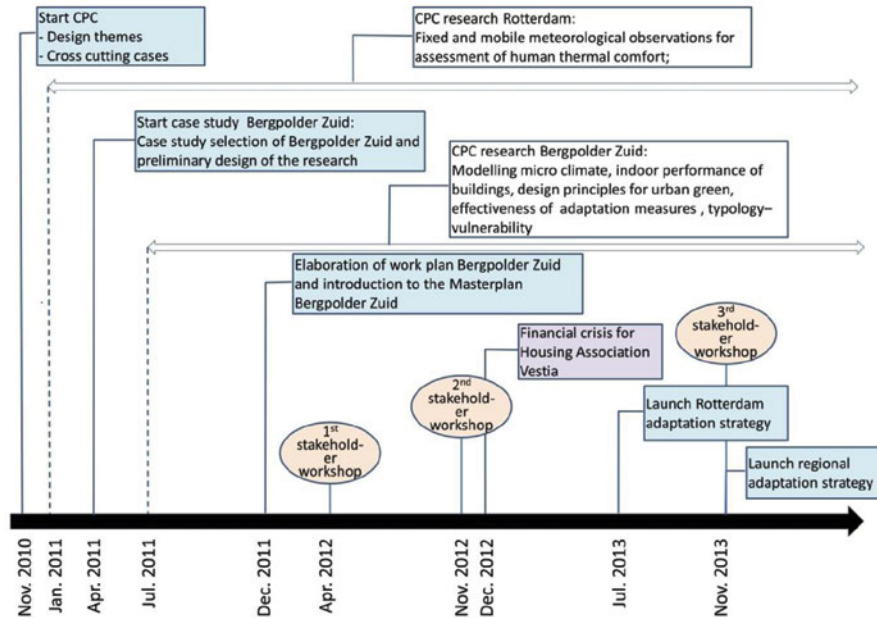 Start CPC
- Design themes
- Cross cutting cases
CPC research Rotterdam:
Fixed and mobile meteorological observations for
assessment of human thermal comfort;
Start case study Bergpolder Zuid:
Case study selection of Bergpolder Zuid and
preliminary design of the research
CPC research Bergpolder Zuid:
Modelling micro climate, indoor performance of
buildings, design principles for urban green,
effectiveness of adaptation measures , typology–
vulnerability
Elaboration of work plan Bergpolder Zuid
and introduction to the Masterplan
Bergpolder Zuid
1st
stakehold-
er
workshop
2nd
stakehold-
er
workshop
Financial crisis for
Housing Association
Vestia
3rd
stakehold-
er
workshop
Launch Rotterdam
adaptation strategy
Launch regional
adaptation strategy
Nov. 2010
Jan. 2011
Apr. 2011
Jul. 2011
Dec. 2011
Apr. 2012
Nov. 2012
Dec. 2012
Jul. 2013
Nov. 2013